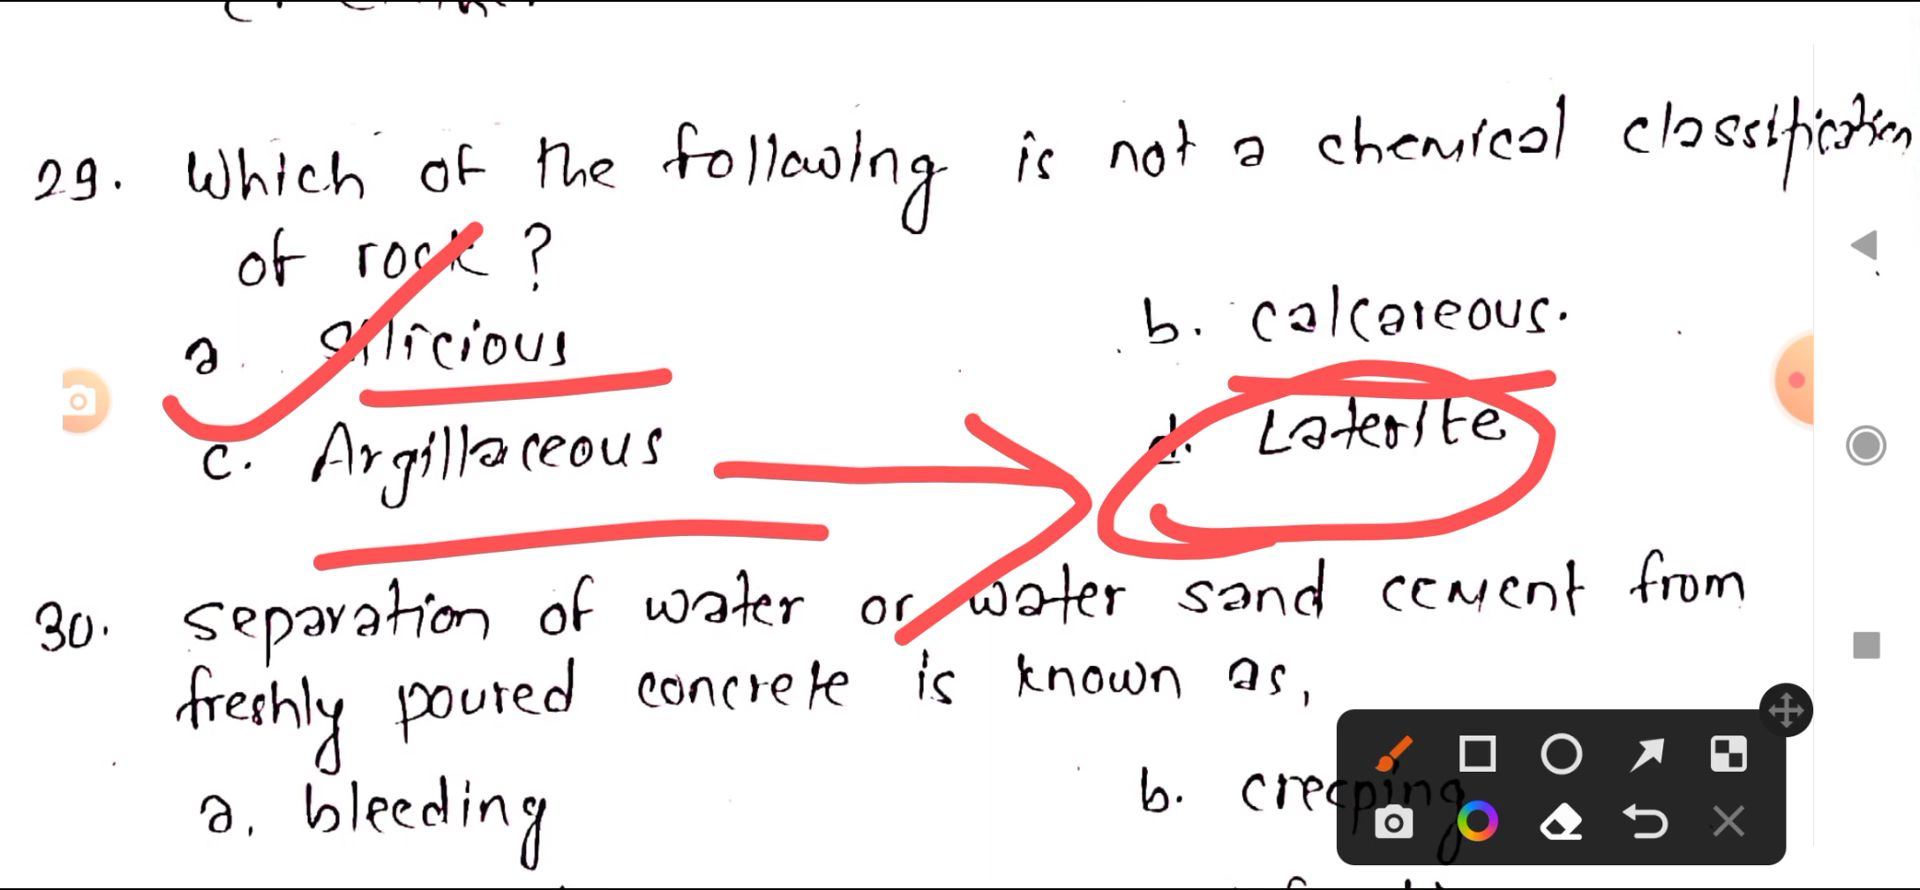 29. Which of the following is not a chemical classification
of rock ?
a. Silicious
b. calcareous.
c. Argillaceous
d. Laterite
30. separation of water or water sand cement from
freshly poured concrete is known as,
a. bleeding
b. creeping